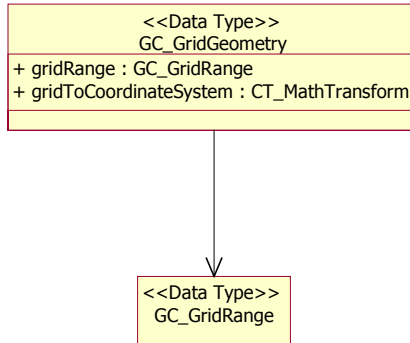 <<Data Type>>
GC_GridGeometry
+ gridRange : GC_GridRange
+ gridToCoordinateSystem : CT_MathTransform
<<Data Type>>
GC_GridRange